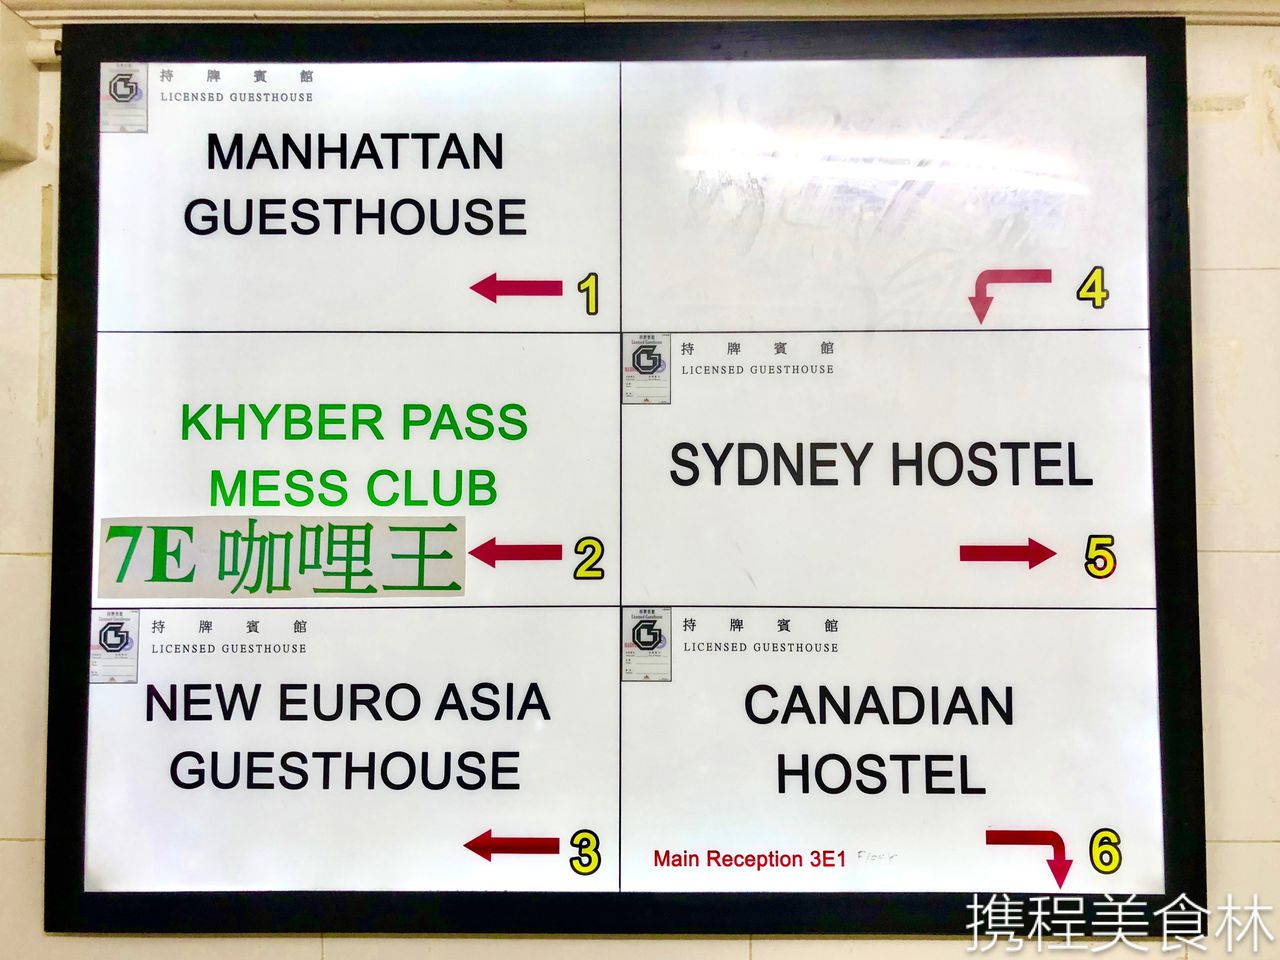 持牌賓館
LICENSED GUESTHOUSE
MANHATTAN
GUESTHOUSE
1
4
KHYBER PASS
MESS CLUB
7E 咖哩王
2
持牌賓館
LICENSED GUESTHOUSE
SYDNEY HOSTEL
5
持牌賓館
LICENSED GUESTHOUSE
NEW EURO ASIA
GUESTHOUSE
3
持牌賓館
LICENSED GUESTHOUSE
CANADIAN
HOSTEL
Main Reception 3E1 Floor
6
携程美食林